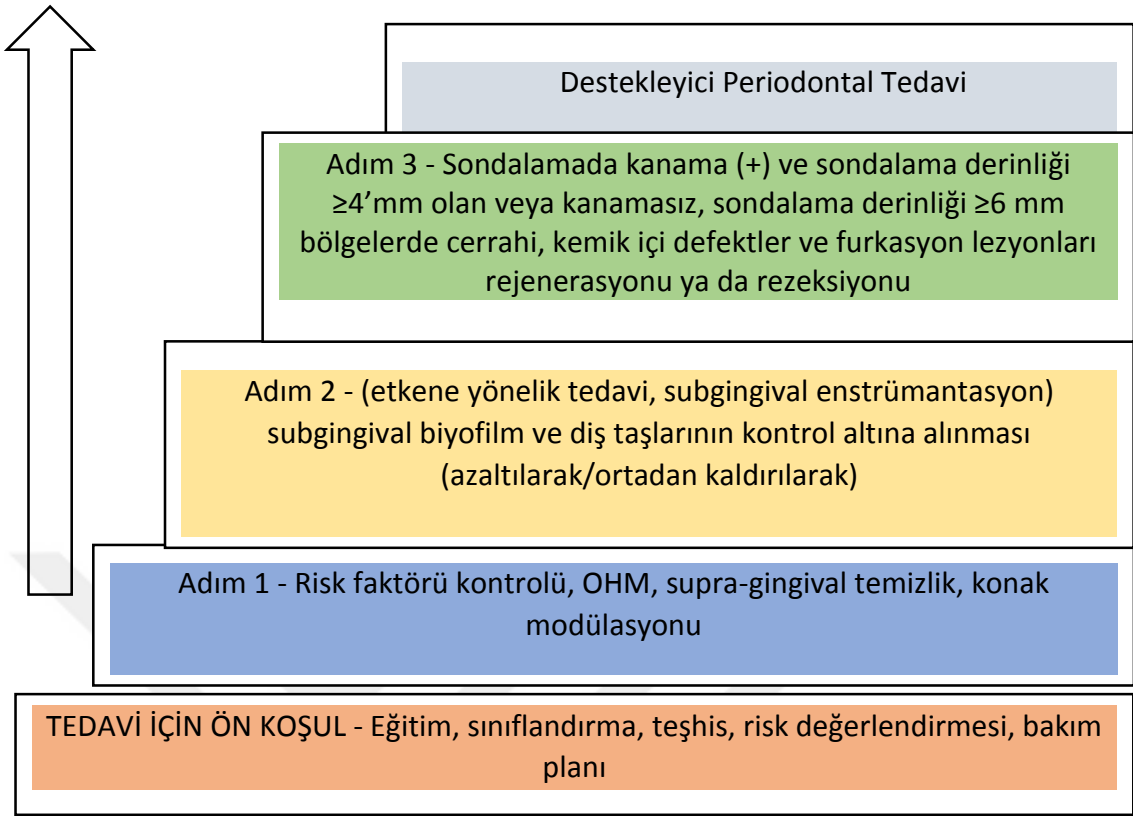 Destekleyici Periodontal Tedavi
Adım 3 - Sondalamada kanama (+) ve sondalama derinliği
≥4’mm olan veya kanamasız, sondalama derinliği ≥6 mm
bölgelerde cerrahi, kemik içi defektler ve furkasyon lezyonları
rejenerasyonu ya da rezeksiyonu
Adım 2 - (etkene yönelik tedavi, subgingival enstrümantasyon)
subgingival biyofilm ve diş taşlarının kontrol altına alınması
(azaltılarak/ortadan kaldırılarak)
Adım 1 - Risk faktörü kontrolü, OHM, supra-gingival temizlik, konak
modülasyonu
TEDAVİ İÇİN ÖN KOŞUL - Eğitim, sınıflandırma, teşhis, risk değerlendirmesi, bakım
planı